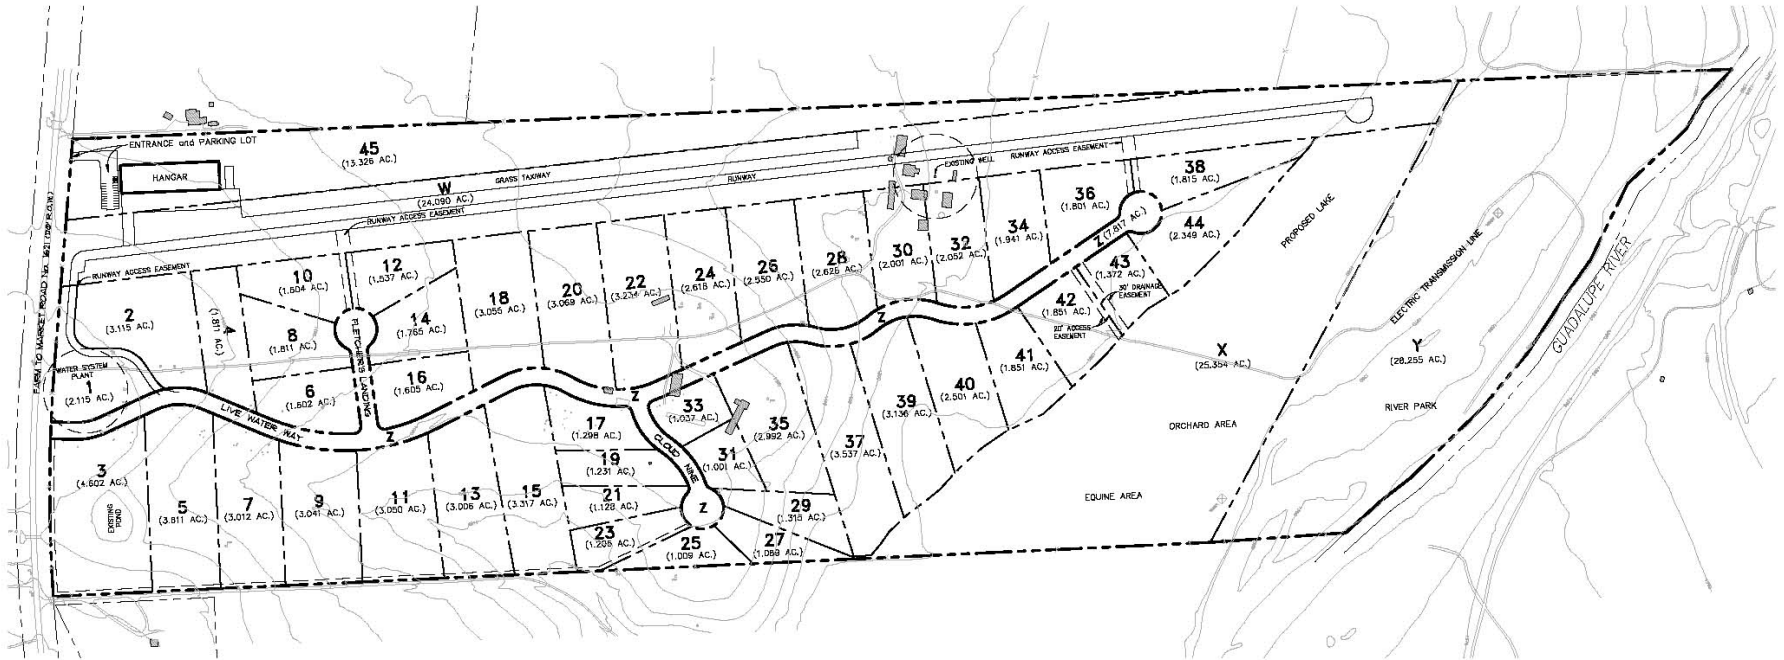 ENTRANCE and PARKING LOT
45
(13.326 AC.)
HANGAR
W
(24.090 AC.)
GRASS TAXIWAY
RUNWAY
RUNWAY ACCESS EASEMENT
EXISTING WELL
RUNWAY ACCESS EASEMENT
38
(1.815 AC.)
36
(1.801 AC.)
34
(1.941 AC.)
32
(2.052 AC.)
30
(2.001 AC.)
28
(2.626 AC.)
26
(2.550 AC.)
24
(2.618 AC.)
22
(3.234 AC.)
20
(3.069 AC.)
18
(3.055 AC.)
12
(1.537 AC.)
10
(1.504 AC.)
RUNWAY ACCESS EASEMENT
2
(3.115 AC.)
4
(1.811 AC.)
8
(1.811 AC.)
14
(1.765 AC.)
FLETCHER'S LANDING
6
(1.602 AC.)
16
(1.605 AC.)
WATER SYSTEM
PLANT
1
(2.115 AC.)
FARM TO MARKET ROAD No. 1621
LIVE WATER WAY
Z
Z
Z
Z (7.817 AC.)
44
(2.349 AC.)
43
(1.372 AC.)
30' DRAINAGE
EASEMENT
42
(1.851 AC.)
20' ACCESS
EASEMENT
41
(1.851 AC.)
40
(2.501 AC.)
39
(3.136 AC.)
37
(3.537 AC.)
35
(2.992 AC.)
33
(1.037 AC.)
31
(1.001 AC.)
CLOUD NINE
Z
17
(1.298 AC.)
19
(1.231 AC.)
21
(1.128 AC.)
23
(1.205 AC.)
25
(1.009 AC.)
27
(1.089 AC.)
29
(1.315 AC.)
3
(4.602 AC.)
EXISTING
POND
5
(3.811 AC.)
7
(3.012 AC.)
9
(3.041 AC.)
11
(3.050 AC.)
13
(3.006 AC.)
15
(3.317 AC.)
PROPOSED LAKE
X
(25.354 AC.)
ORCHARD AREA
EQUINE AREA
ELECTRIC TRANSMISSION LINE
Y
(28.255 AC.)
RIVER PARK
GUADALUPE RIVER